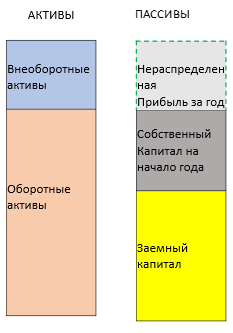 АКТИВЫ
ПАССИВЫ
Внеоборотные
активы
Оборотные
активы
Нераспределен
ная
Прибыль за год
Собственный
Капитал на
начало года
Заемный
капитал